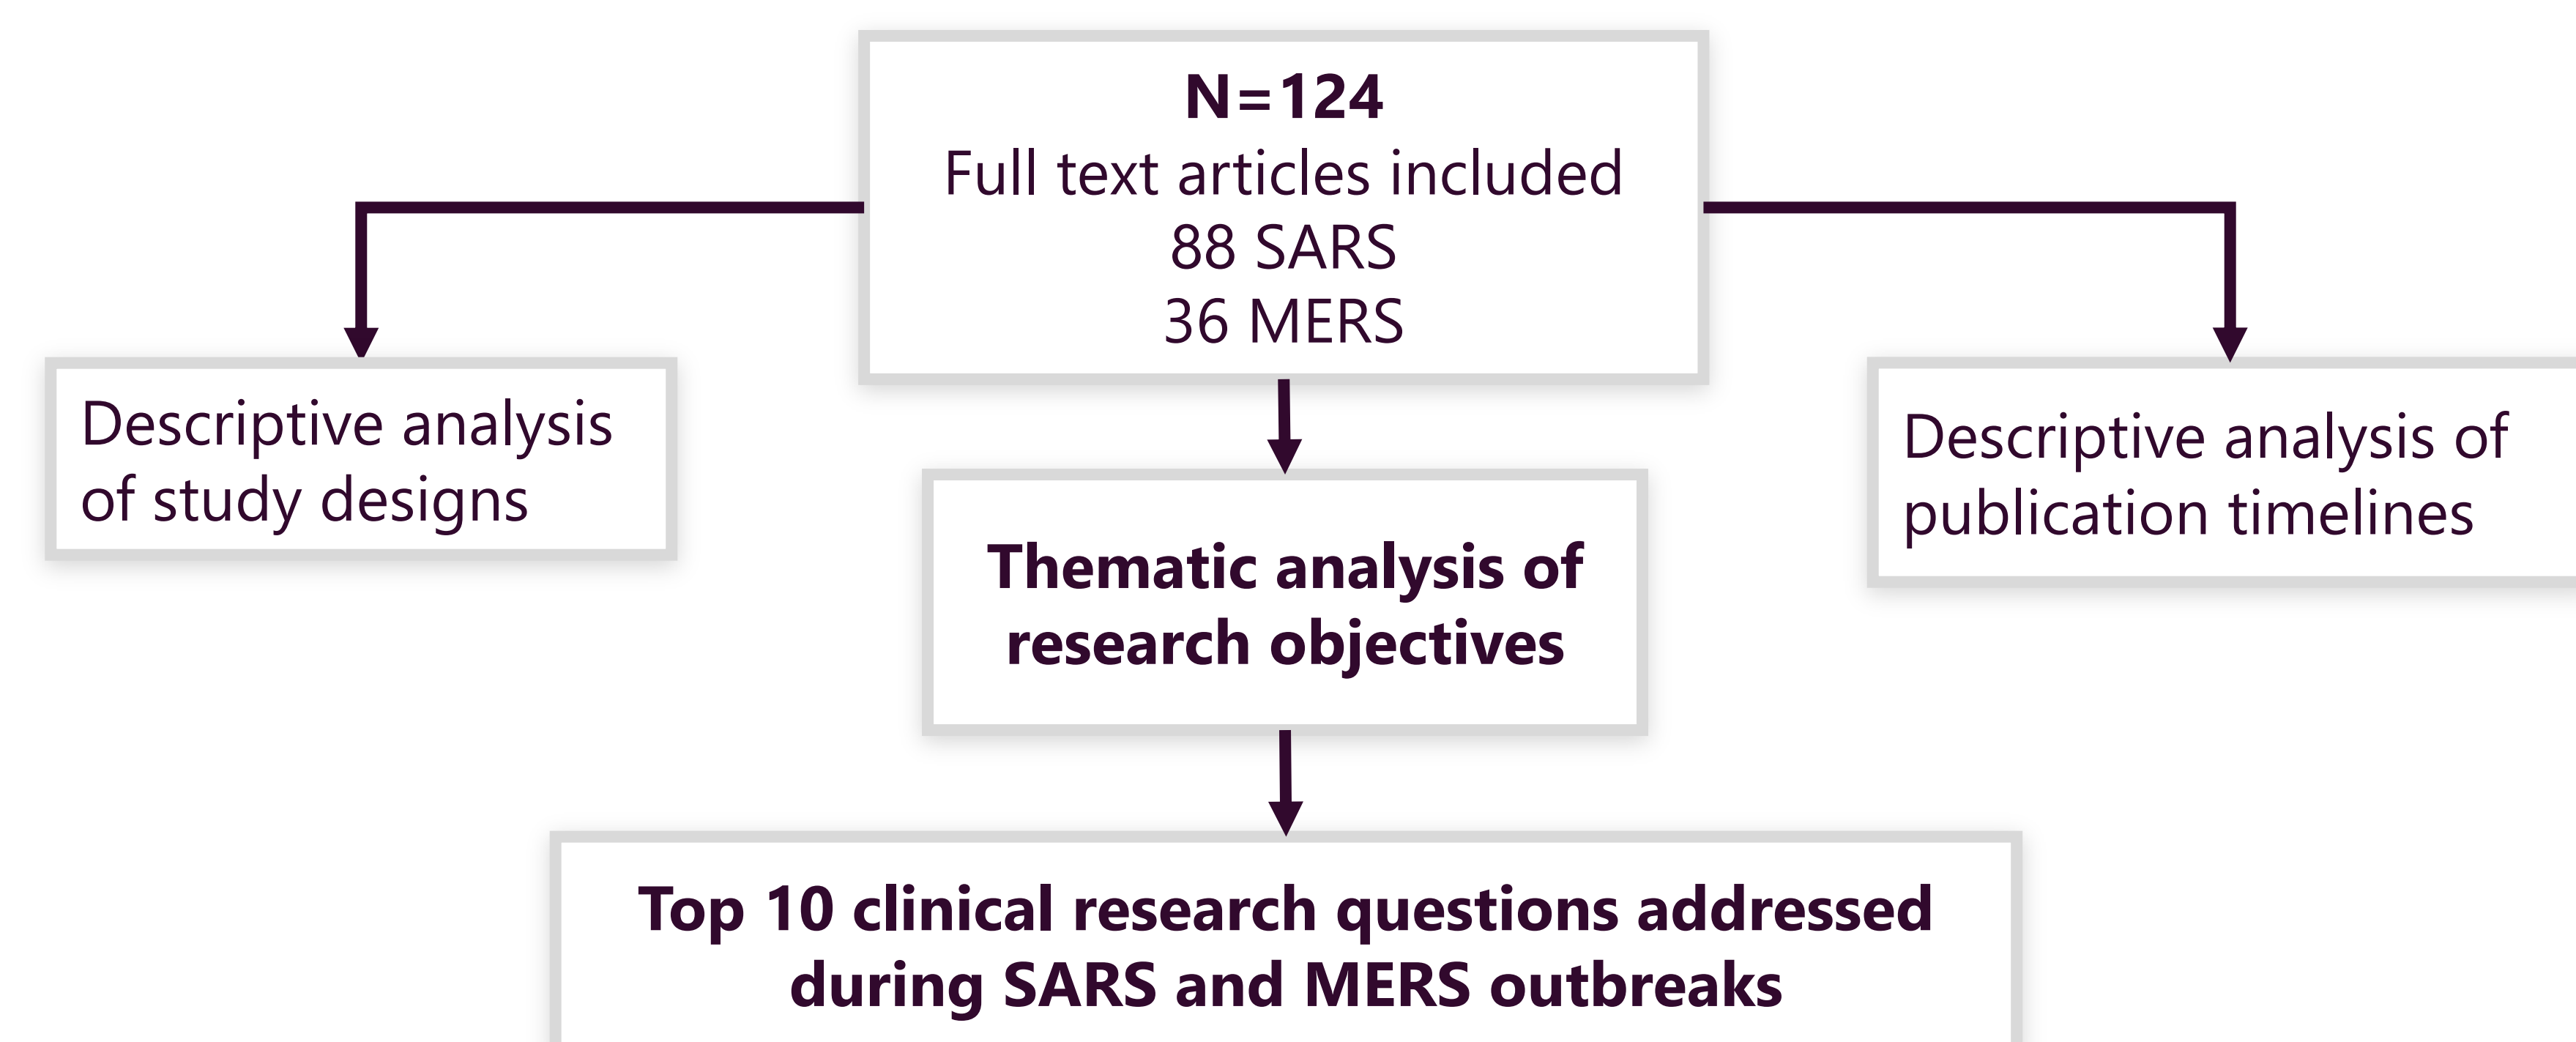 N=124
Full text articles included
88 SARS
36 MERS
Descriptive analysis
of study designs
Descriptive analysis of
publication timelines
Thematic analysis of
research objectives
Top 10 clinical research questions addressed
during SARS and MERS outbreaks